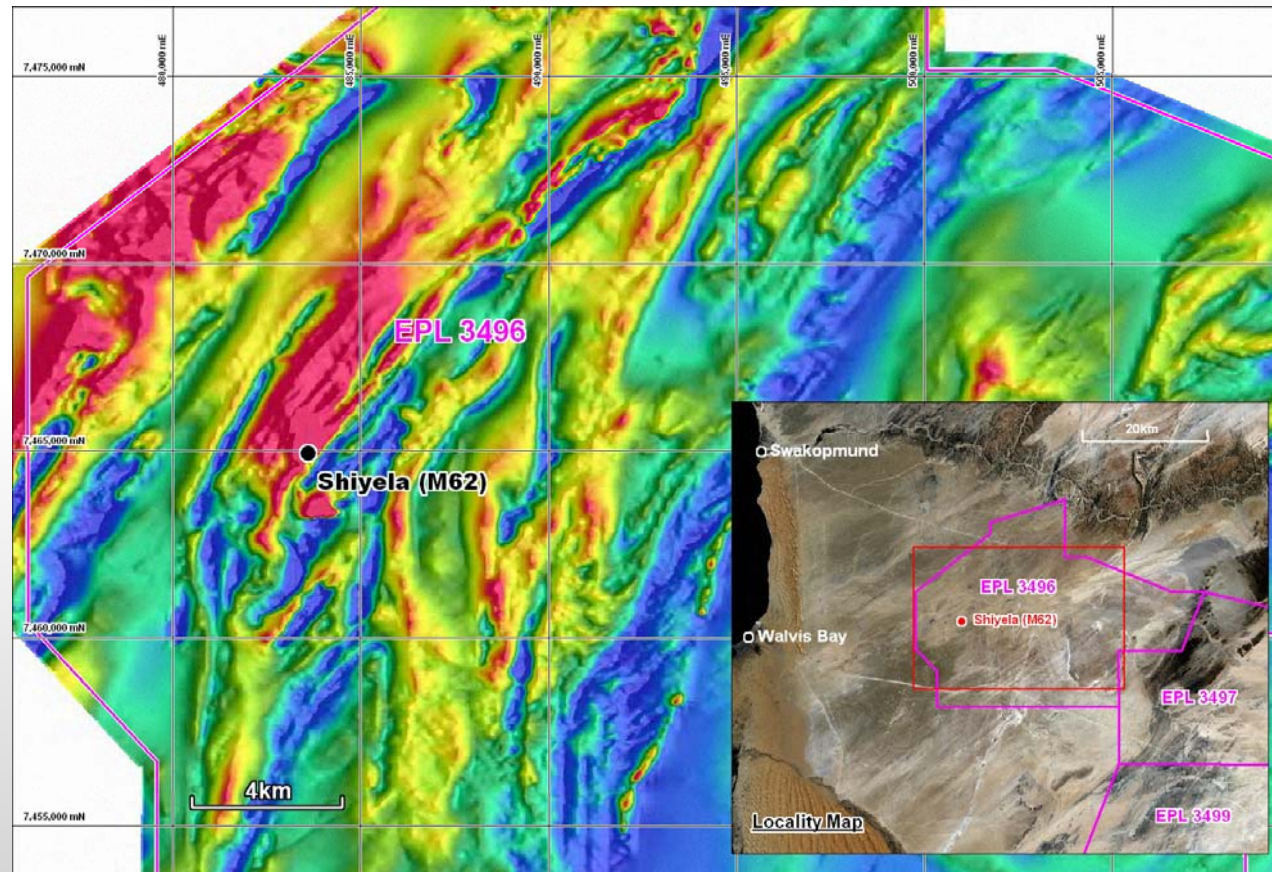 480,000 mE
485,000 mE
490,000 mE
495,000 mE
500,000 mE
505,000 mE
7,475,000 mN
7,470,000 mN
EPL 3496
7,465,000 mN
Shiyela (M62)
7,460,000 mN
4km
7,455,000 mN
20km
Swakopmund
EPL 3496
Shiyela (M62)
Walvis Bay
EPL 3497
EPL 3499
Locality Map